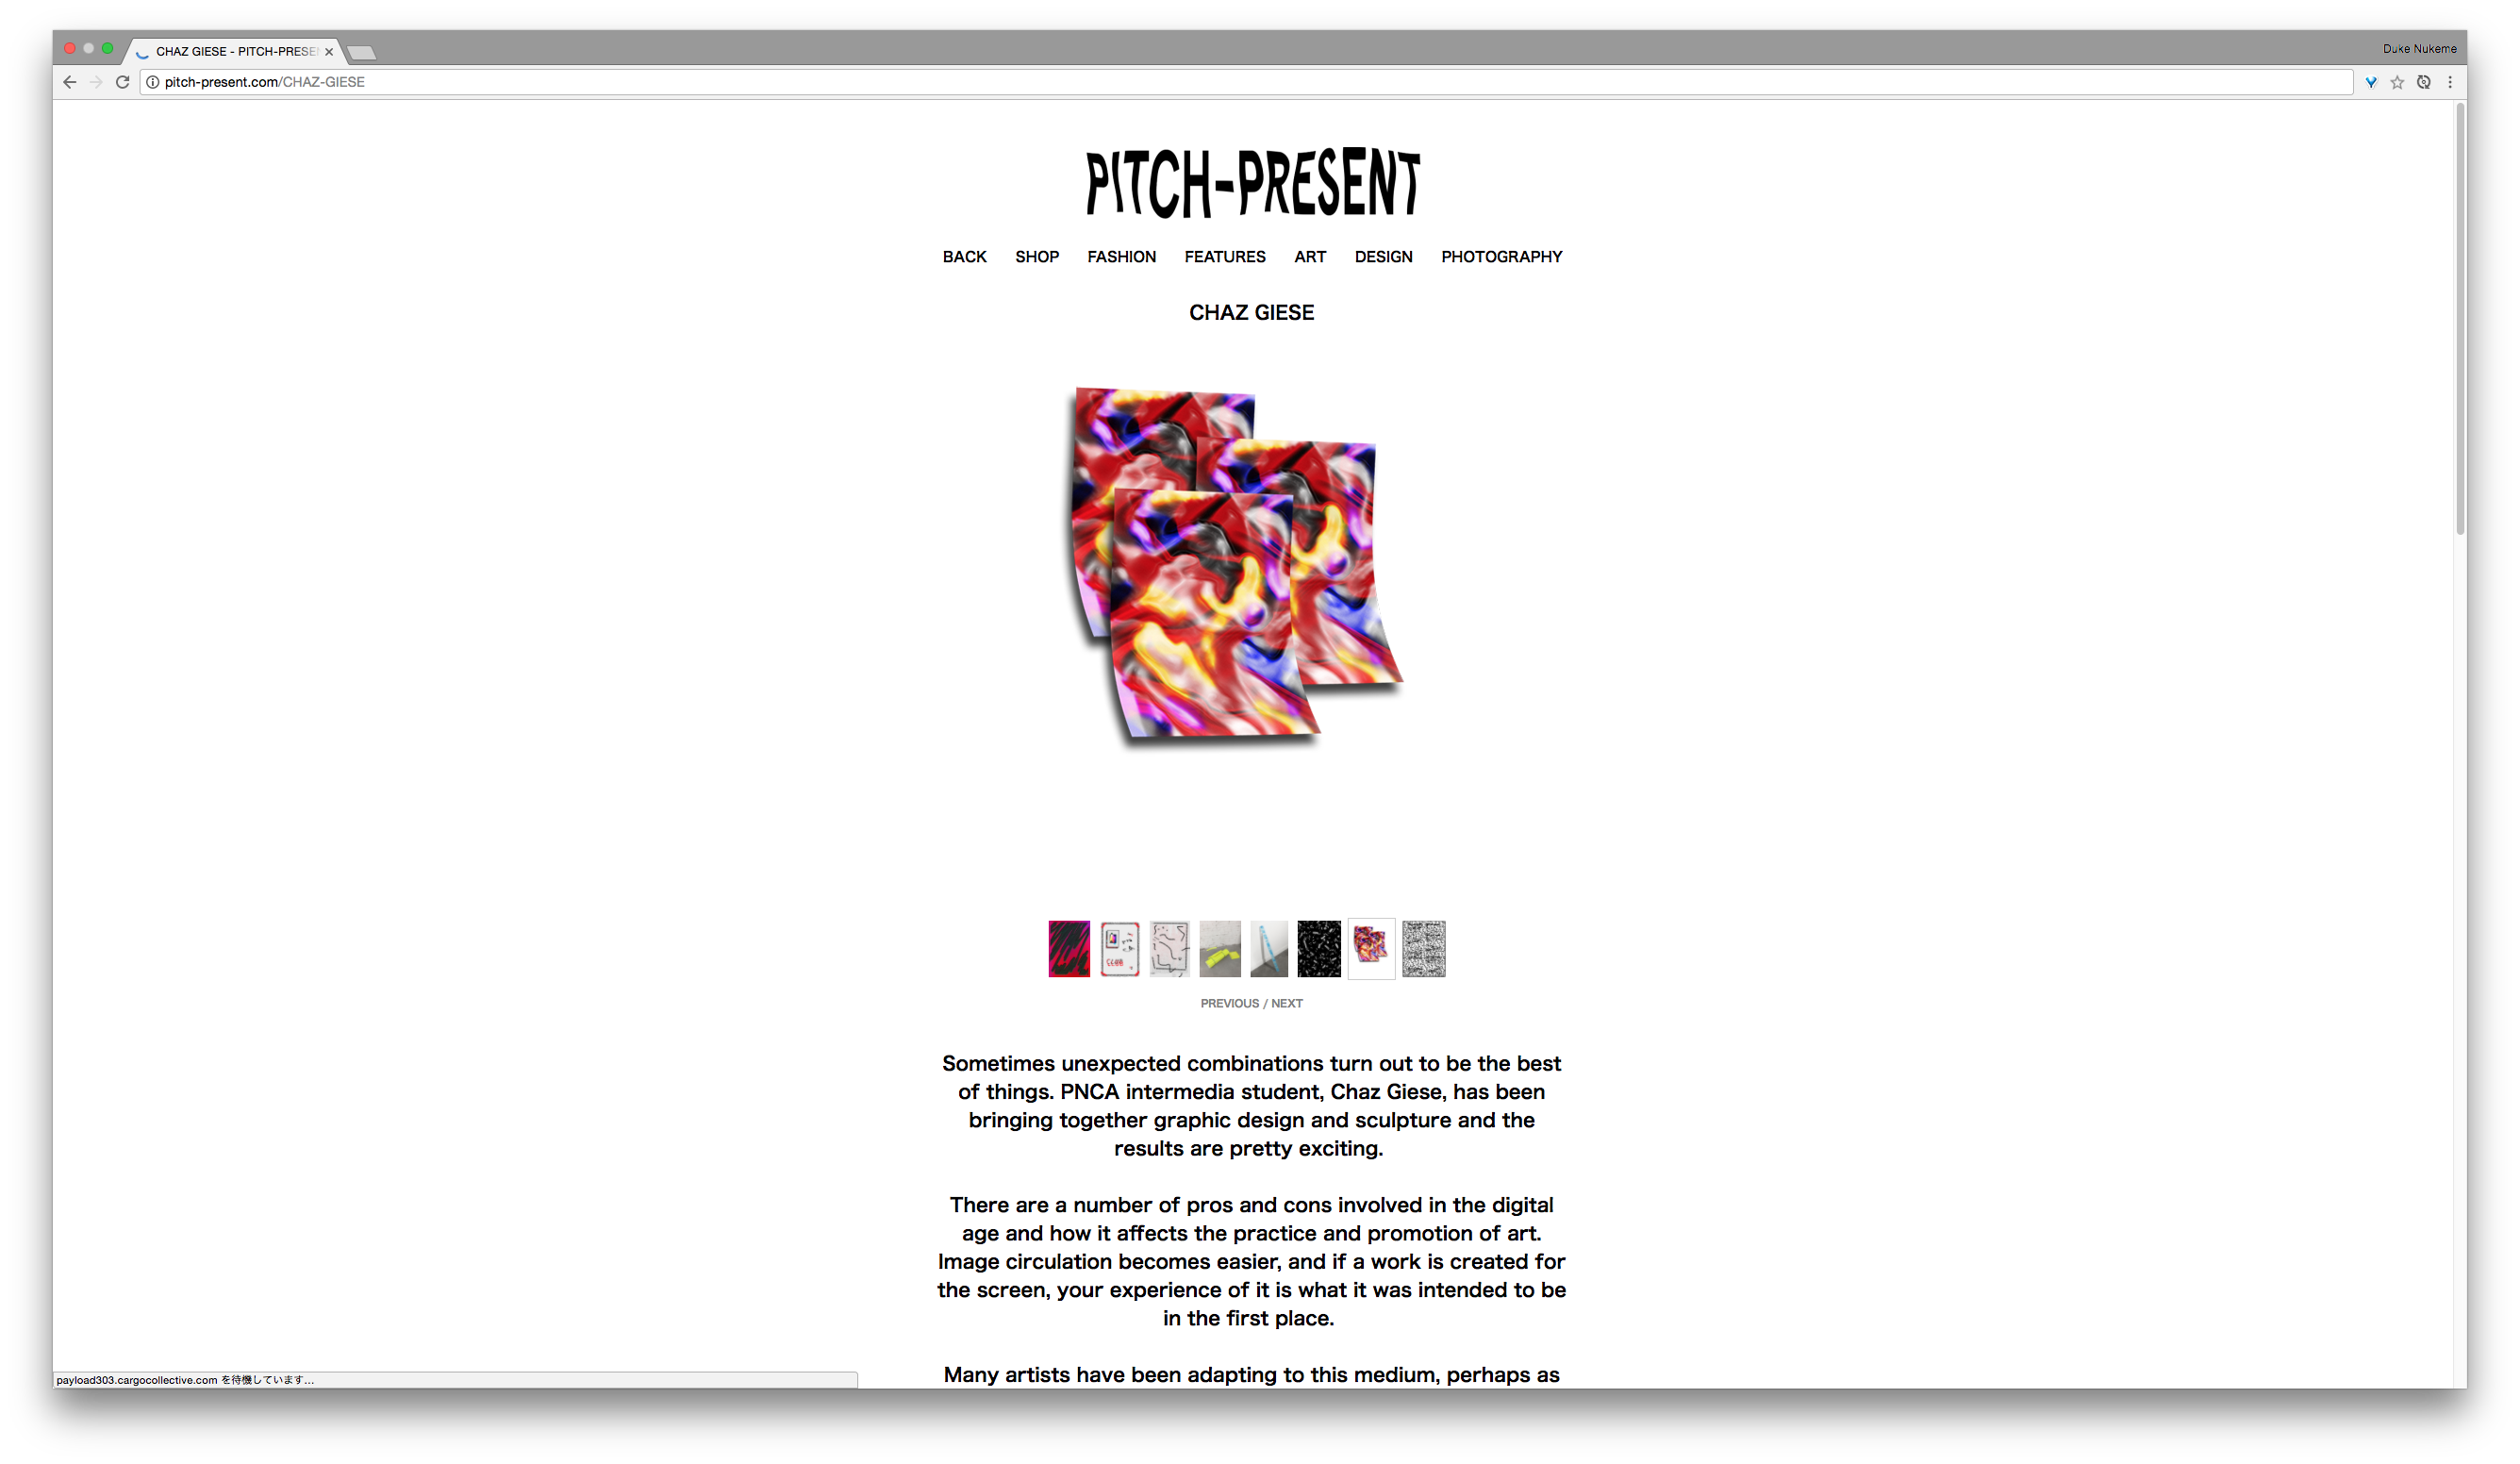 CHAZ GIESE - PITCH-PRESE
Duke Nukeme
pitch-present.com/CHAZ-GIESE
PITCH-PRESENT
BACK SHOP FASHION FEATURES ART DESIGN PHOTOGRAPHY
CHAZ GIESE
PREVIOUS / NEXT
Sometimes unexpected combinations turn out to be the best
of things. PNCA intermedia student, Chaz Giese, has been
bringing together graphic design and sculpture and the
results are pretty exciting.
There are a number of pros and cons involved in the digital
age and how it affects the practice and promotion of art.
Image circulation becomes easier, and if a work is created for
the screen, your experience of it is what it was intended to be
in the first place.
Many artists have been adapting to this medium, perhaps as
payload303.cargocollective.com を待機しています...